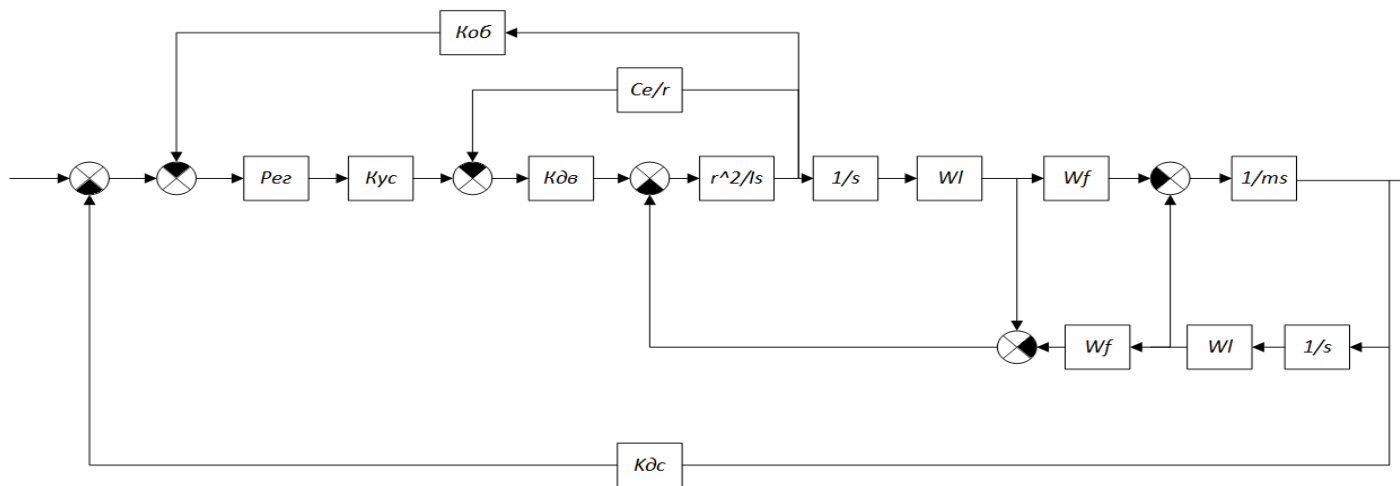 Коб
Ce/r
Рег
Кус
Кдв
r^2/Is
1/s
Wl
Wf
1/ms
Wf
Wl
1/s
Кдс